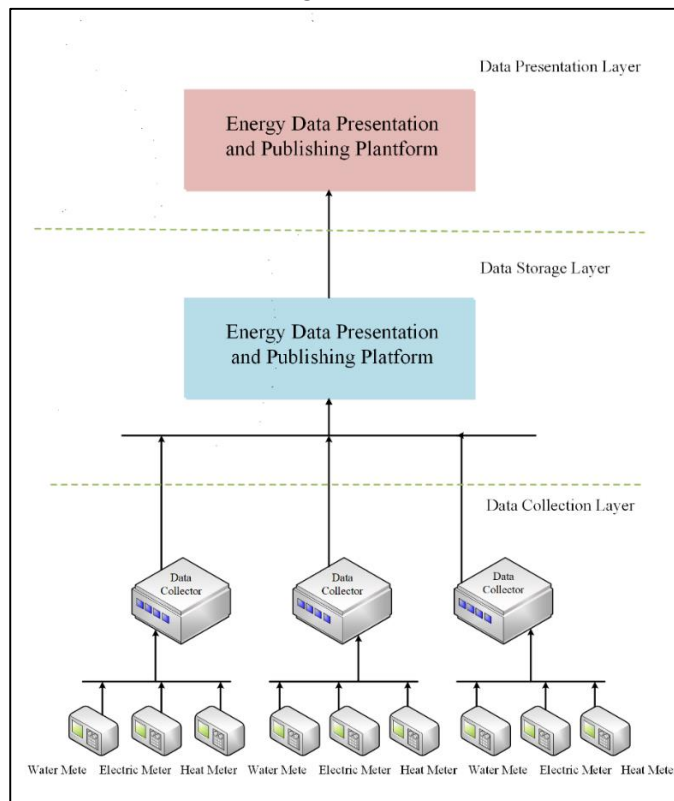 Data Presentation Layer
Energy Data Presentation
and Publishing Plantform
Data Storage Layer
Energy Data Presentation
and Publishing Platform
Data Collection Layer
Data
Collector
Data
Collector
Data
Collector
Water Mete Electric Meter Heat Meter Water Mete Electric Meter Heat Meter Water Mete Electric Meter Heat Meter